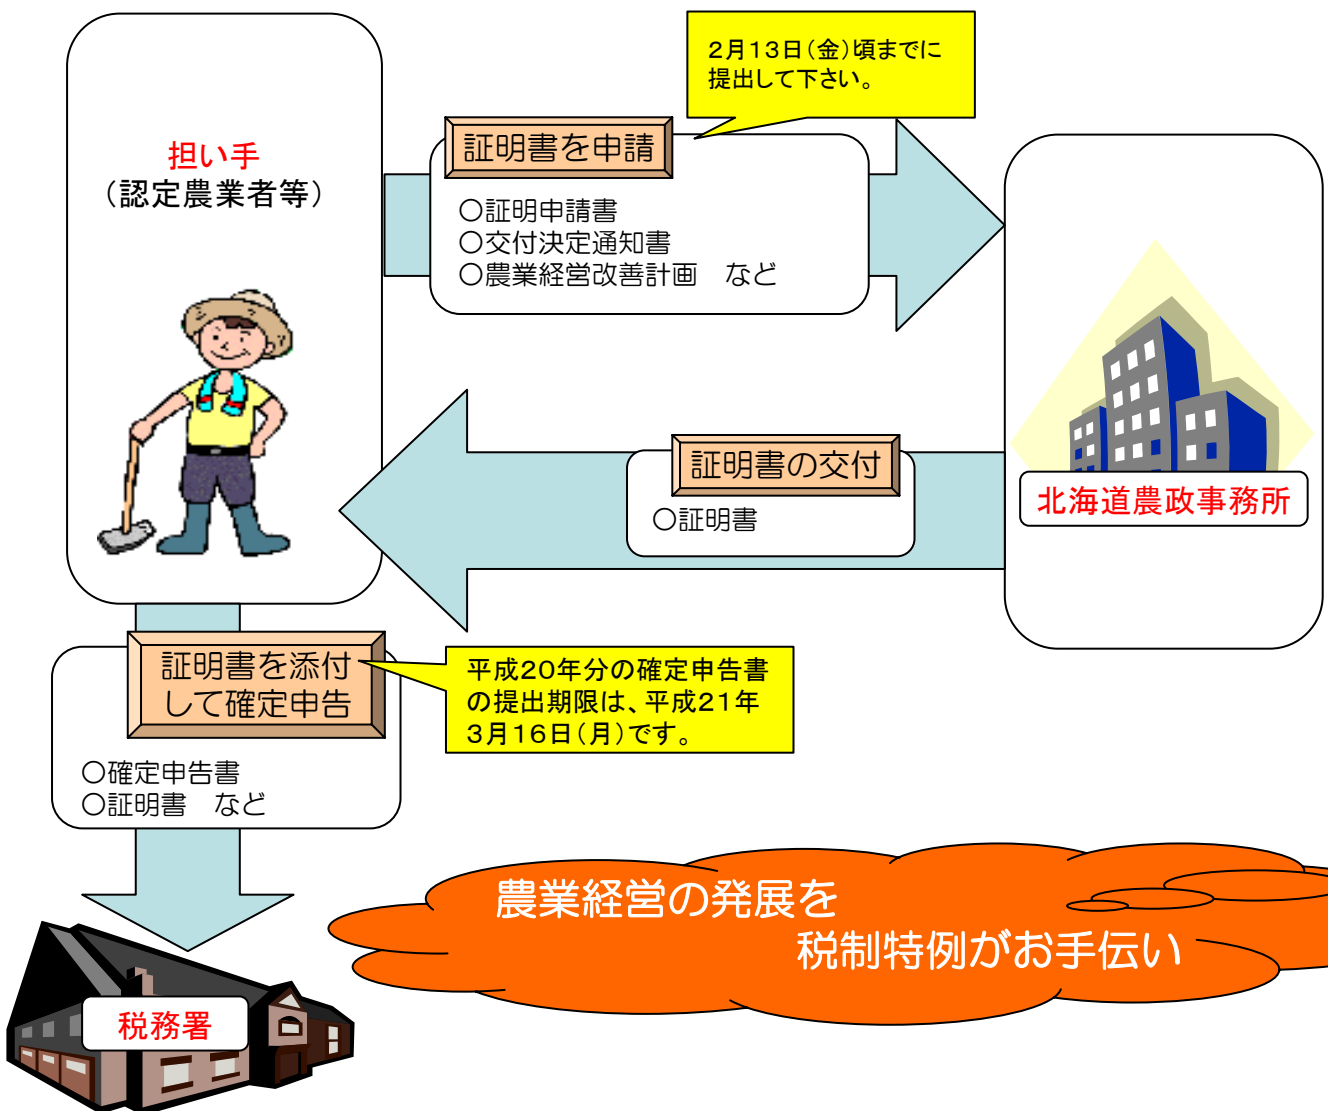 2月13日(金)頃までに
提出して下さい。
証明書を申請
担い手
(認定農業者等)
○証明申請書
○交付決定通知書
○農業経営改善計画　など
証明書の交付
○証明書
北海道農政事務所
証明書を添付
して確定申告
平成20年分の確定申告書
の提出期限は、平成21年
3月16日(月)です。
○確定申告書
○証明書　など
農業経営の発展を
税制特例がお手伝い
税務署